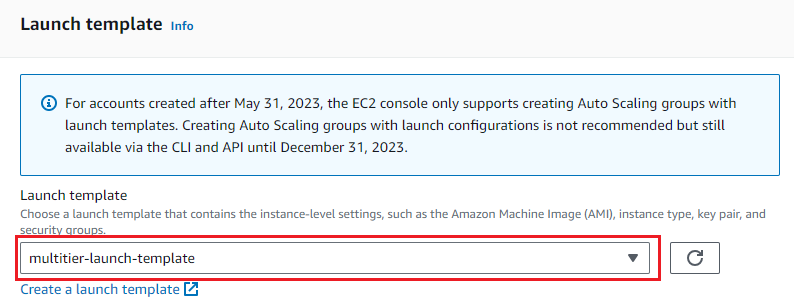 Launch template Info
For accounts created after May 31, 2023, the EC2 console only supports creating Auto Scaling groups with
launch templates. Creating Auto Scaling groups with launch configurations is not recommended but still
available via the CLI and API until December 31, 2023.
Launch template
Choose a launch template that contains the instance-level settings, such as the Amazon Machine Image (AMI), instance type, key pair, and
security groups.
multitier-launch-template
Create a launch template